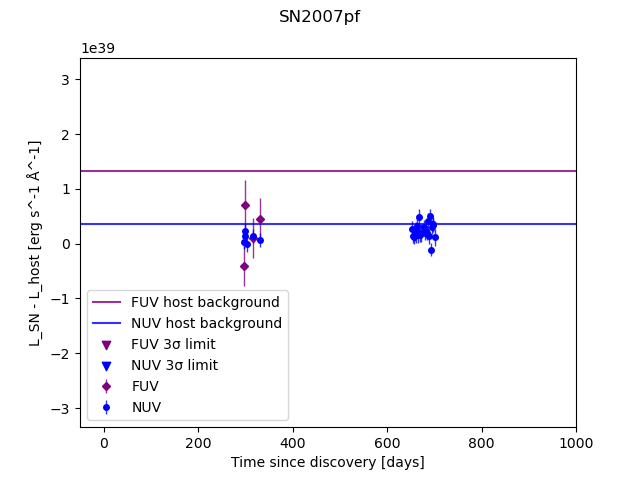 SN2007pf
1e39
L_SN - L_host [erg s^-1 Å^-1]
3
2
1
0
−1
−2
−3
FUV host background
NUV host background
FUV 3σ limit
NUV 3σ limit
FUV
NUV
0 200 400 600 800 1000
Time since discovery [days]